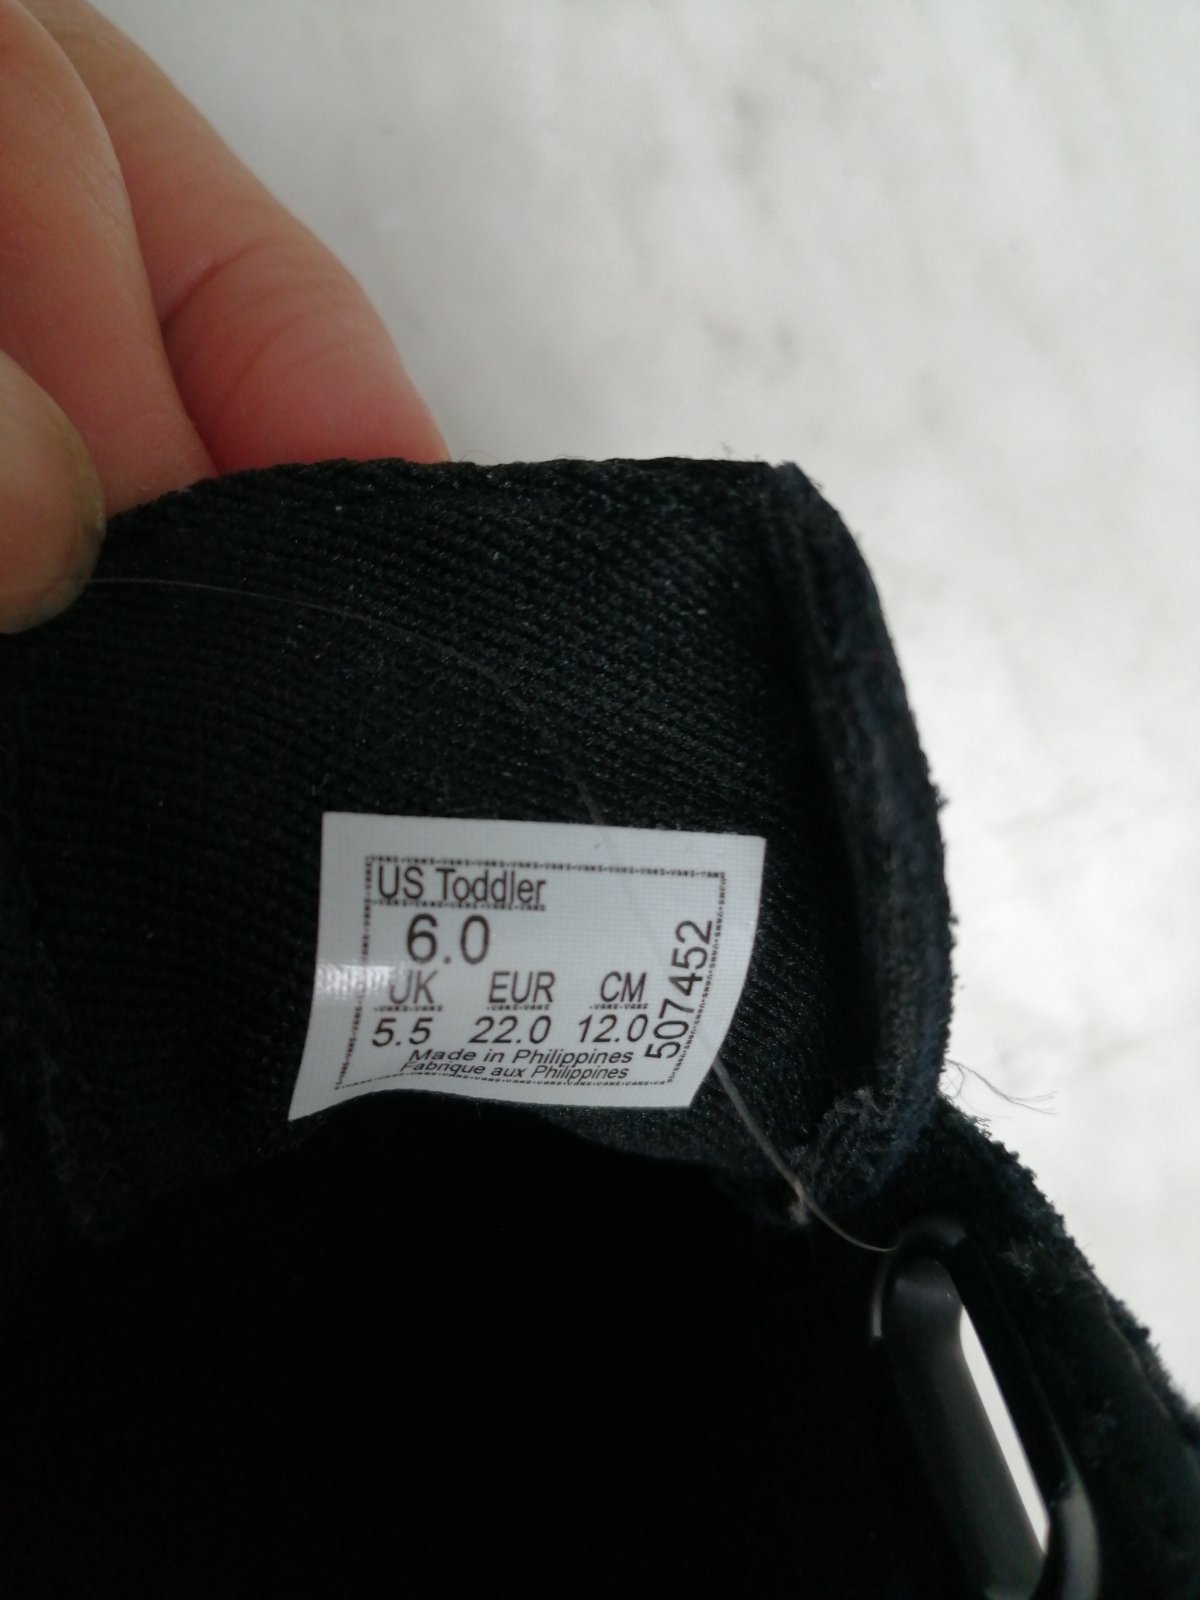 US Toddler
6.0
UK EUR CM
5.5 22.0 12.0
Made in Philippines
Fabrique aux Philippines
507452